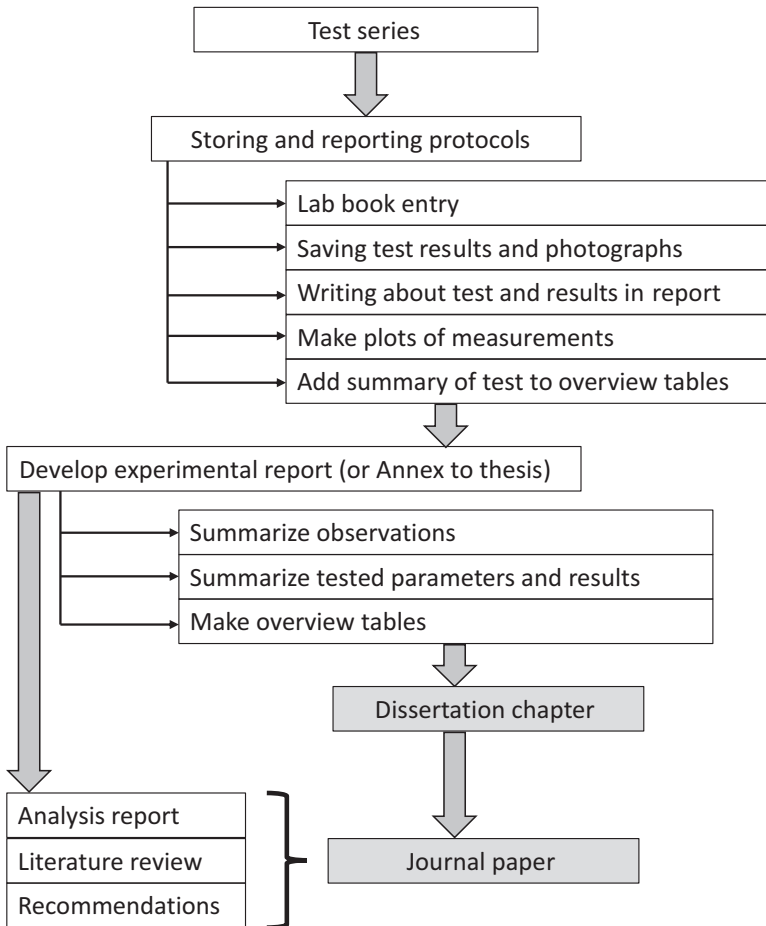 Test series
Storing and reporting protocols
Lab book entry
Saving test results and photographs
Writing about test and results in report
Make plots of measurements
Add summary of test to overview tables
Develop experimental report (or Annex to thesis)
Summarize observations
Summarize tested parameters and results
Make overview tables
Dissertation chapter
Analysis report
Literature review
Recommendations
Journal paper